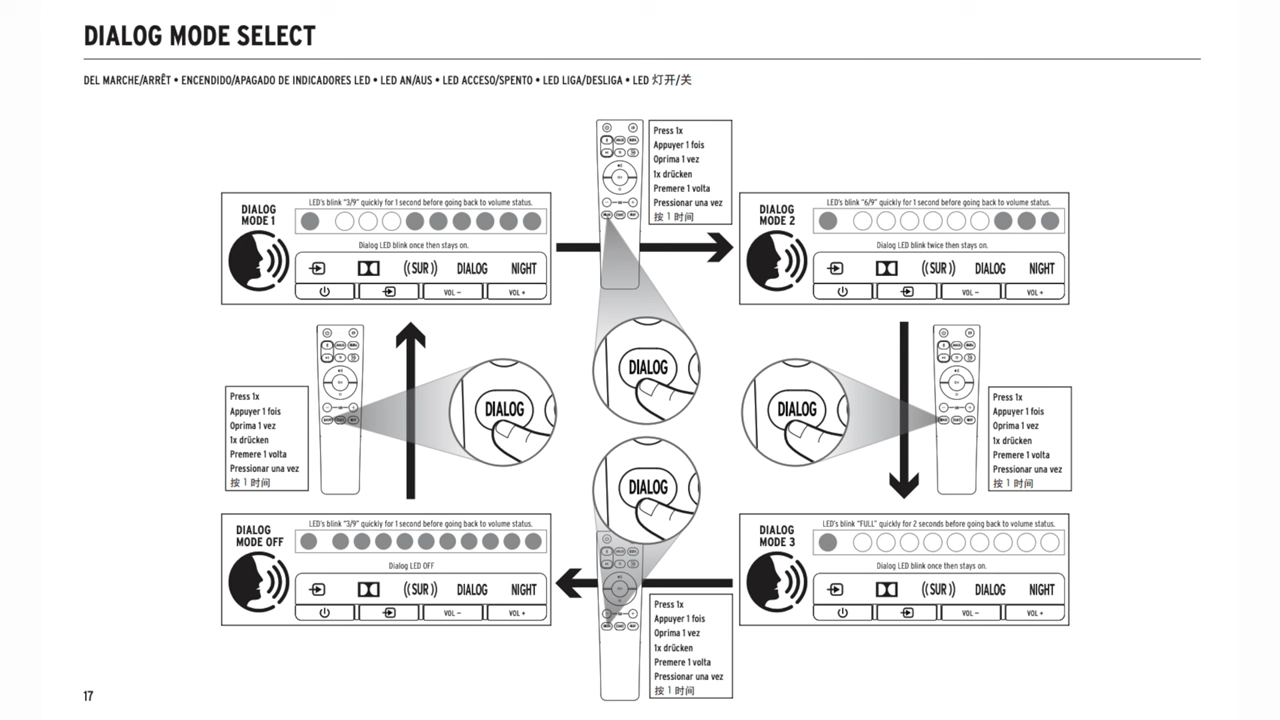 DIALOG MODE SELECT
DEL MARCHE/ARRÊT • ENCENDIDO/APAGADO DE INDICADORES LED • LED AN/AUS • LED ACCESO/SPENTO • LED LIGA/DESLIGA • LED 灯开/关
Press 1x
Appuyer 1 fois
Oprima 1 vez
1x drücken
Premere 1 volta
Pressionar una vez
按 1 时间
DIALOG
MODE 1
LED's blink "3/9" quickly for 1 second before going back to volume status.
Dialog LED blink once then stays on.
((SUR)) DIALOG NIGHT
VOL – VOL +
DIALOG
MODE 2
LED's blink "6/9" quickly for 1 second before going back to volume status.
Dialog LED blink twice then stays on.
((SUR)) DIALOG NIGHT
VOL – VOL +
DIALOG
Press 1x
Appuyer 1 fois
Oprima 1 vez
1x drücken
Premere 1 volta
Pressionar una vez
按 1 时间
DIALOG
DIALOG
Press 1x
Appuyer 1 fois
Oprima 1 vez
1x drücken
Premere 1 volta
Pressionar una vez
按 1 时间
DIALOG
DIALOG
MODE OFF
LED's blink "3/9" quickly for 1 second before going back to volume status.
Dialog LED OFF
((SUR)) DIALOG NIGHT
VOL – VOL +
DIALOG
MODE 3
LED's blink "FULL" quickly for 2 seconds before going back to volume status.
Dialog LED blink once then stays on.
((SUR)) DIALOG NIGHT
VOL – VOL +
Press 1x
Appuyer 1 fois
Oprima 1 vez
1x drücken
Premere 1 volta
Pressionar una vez
按 1 时间
17